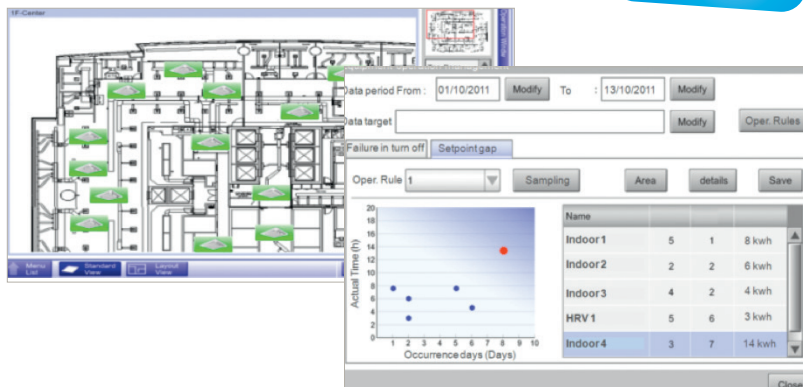 1F-Center
Menu List
Standard View
Layout View
Data period From : 01/10/2011 Modify To : 13/10/2011 Modify
Data target Modify Oper. Rules
Failure in turn off Setpoint gap
Oper. Rule 1 Sampling Area details Save
Actual Time (h)
20
18
16
14
12
10
8
6
4
2
0
1 2 3 4 5 6 7 8 9 10
Occurrence days (Days)
Name
Indoor1 5 1 8 kwh
Indoor2 2 2 6 kwh
Indoor3 4 2 4 kwh
HRV1 5 6 3 kwh
Indoor4 3 7 14 kwh
Close